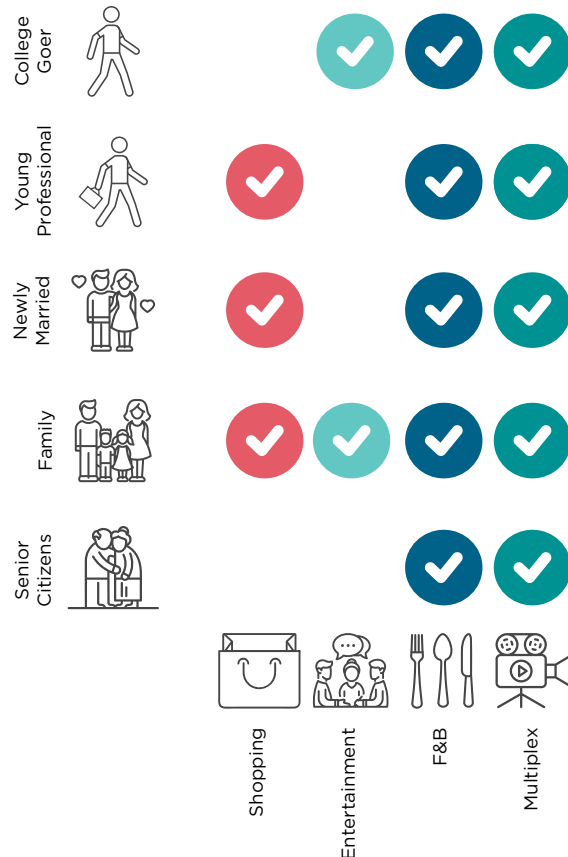 College
Goer
Young
Professional
Newly
Married
Family
Senior
Citizens
Shopping
Entertainment
F&B
Multiplex